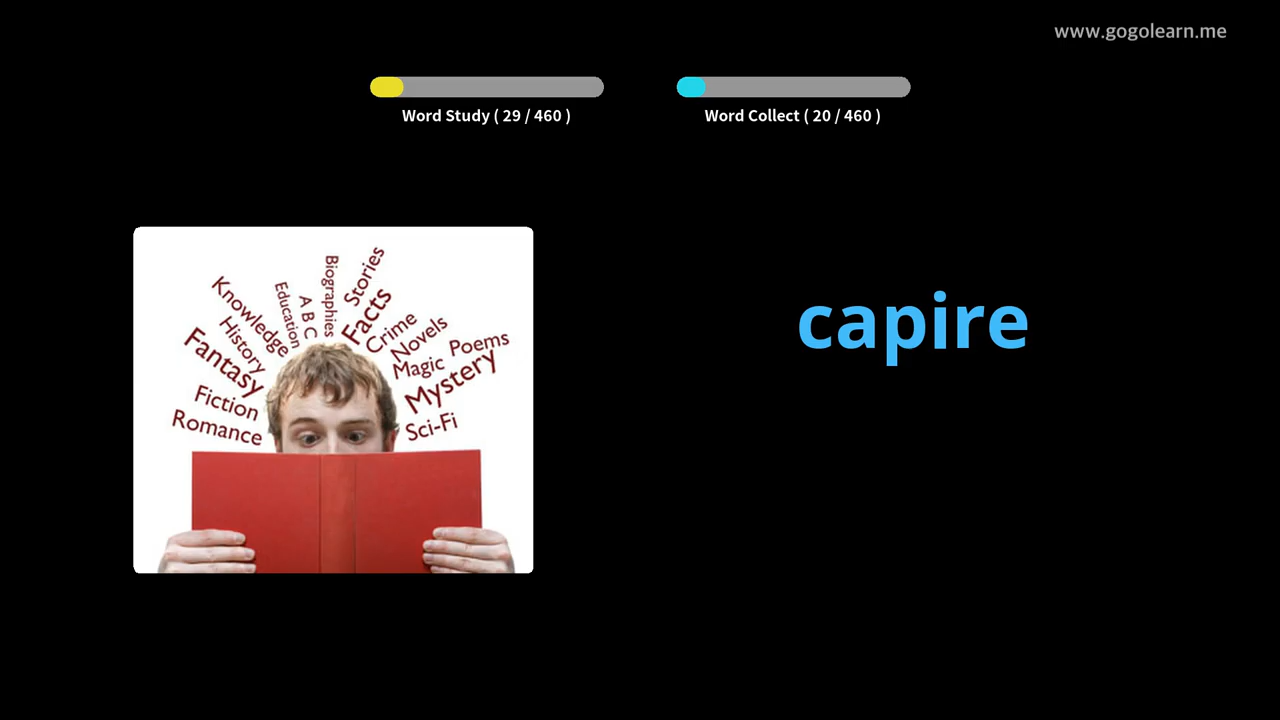 www.gogolearn.me
Word Study ( 29 / 460 )
Word Collect ( 20 / 460 )
Biographies
Stories
Education
A B C
Facts
Knowledge
History
Crime
Novels
Poems
Fantasy
Magic
Mystery
Fiction
Romance
Sci-Fi
capire